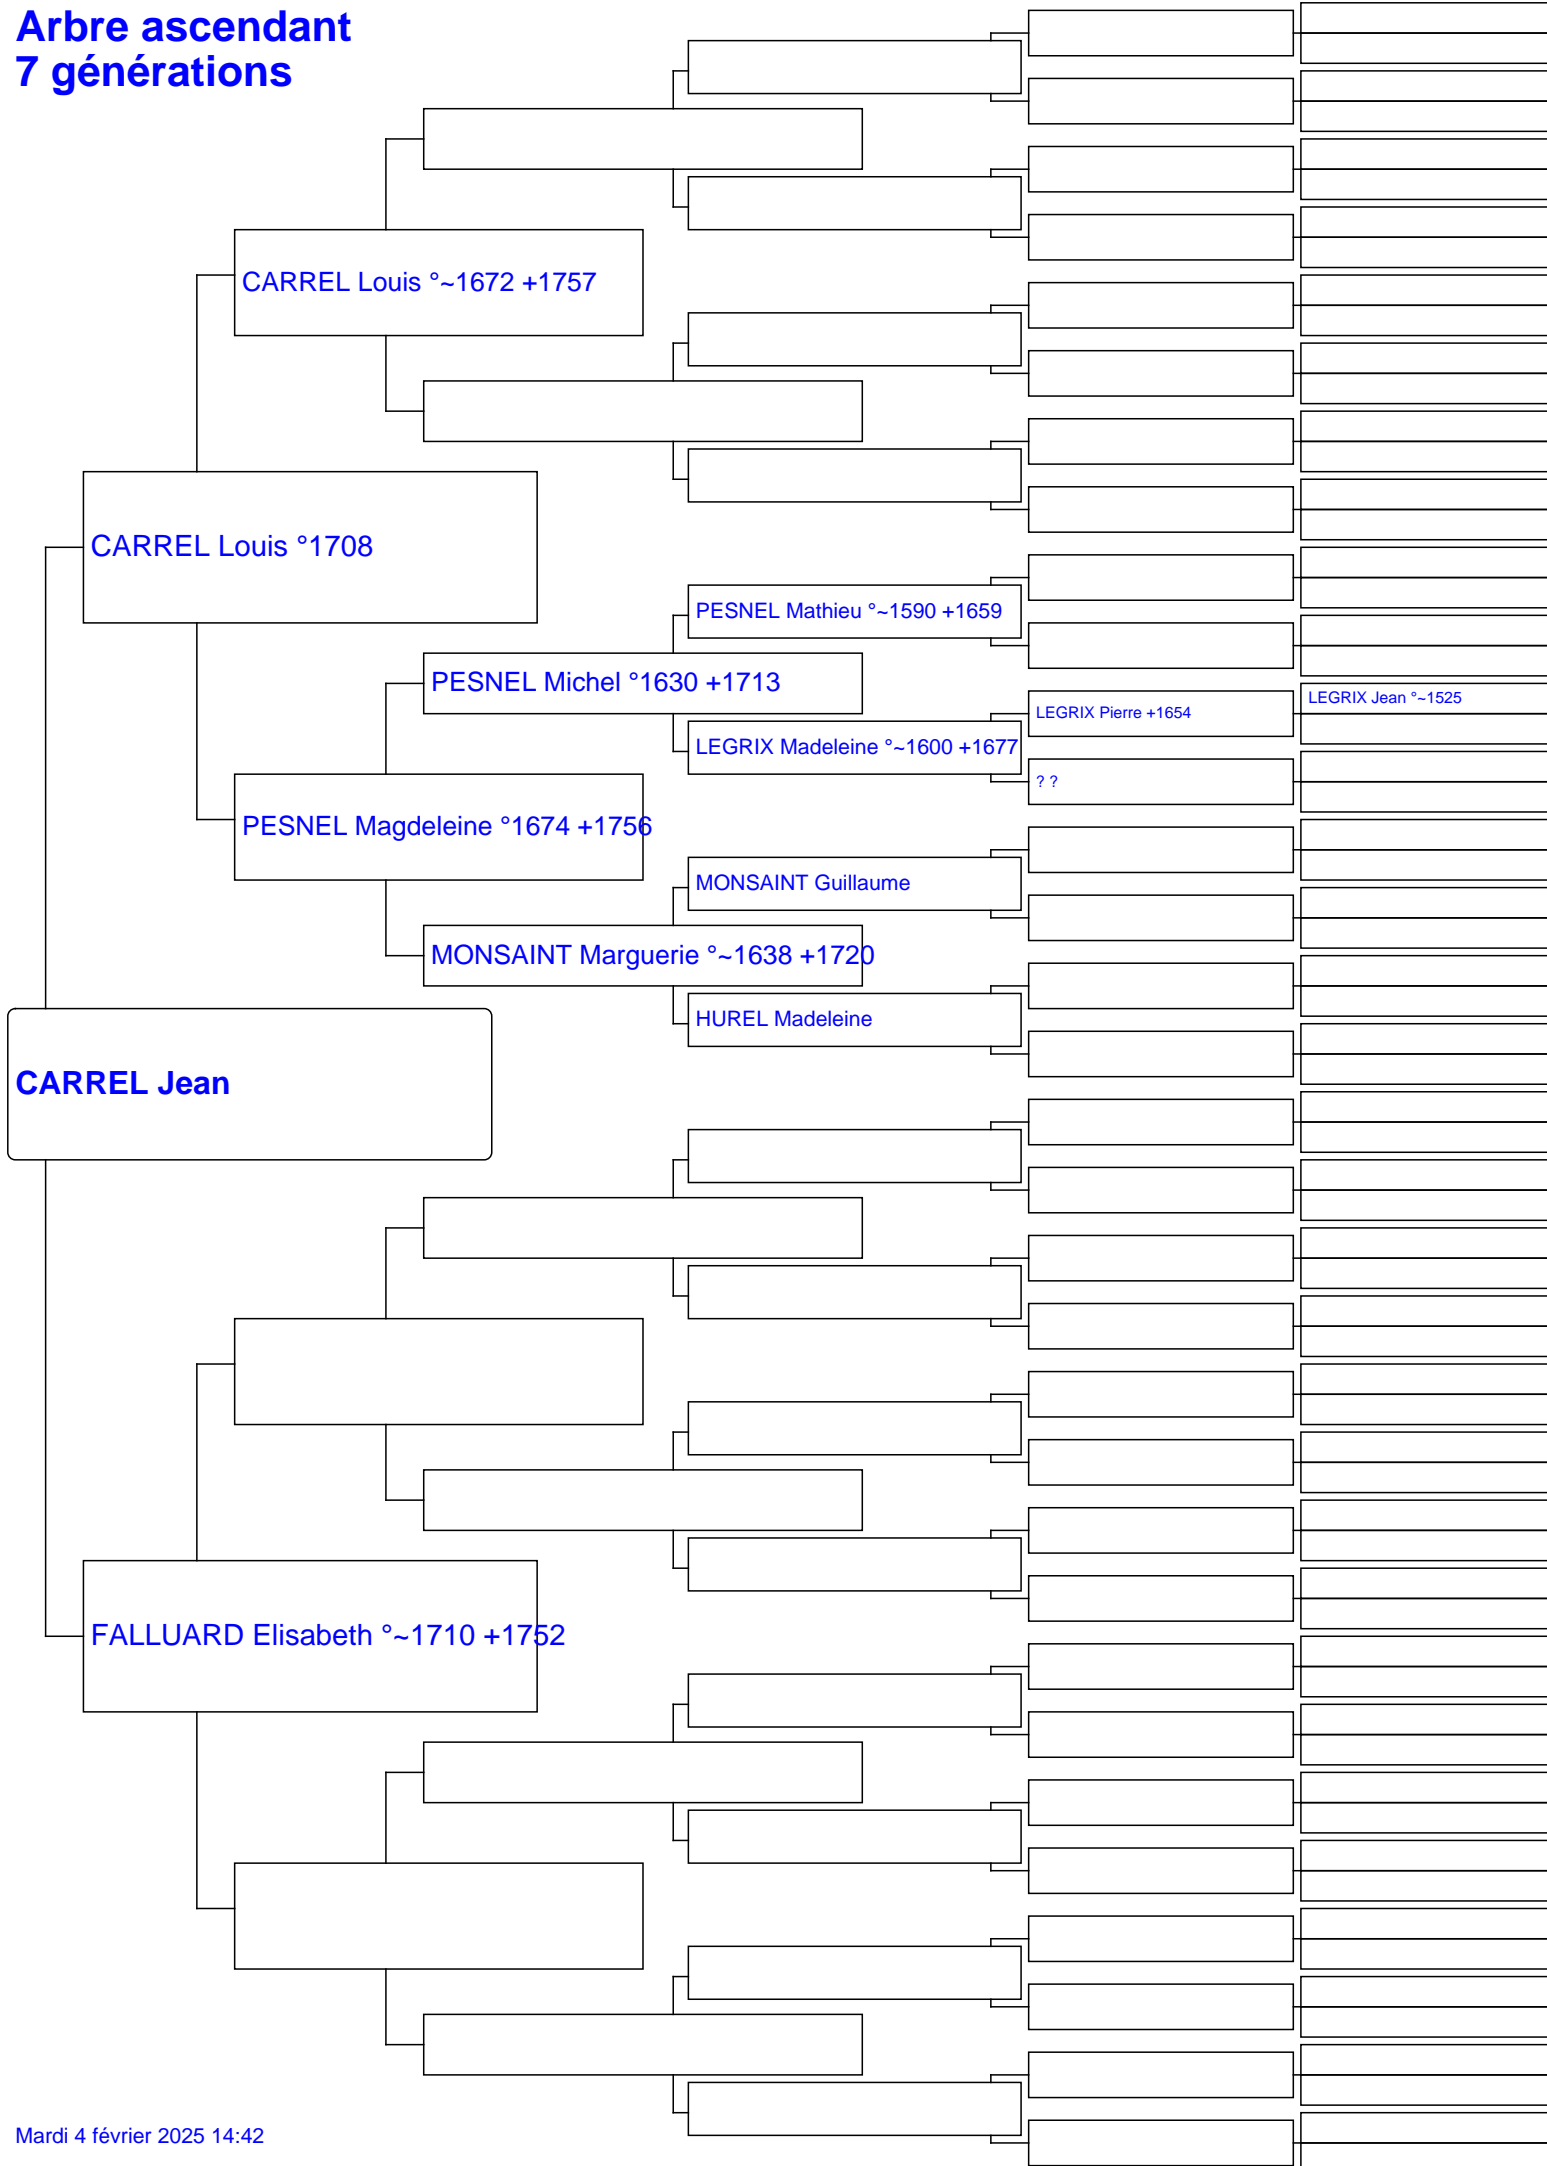 Arbre ascendant
7 générations
CARREL Louis °~1672 +1757
CARREL Louis °1708
PESNEL Mathieu °~1590 +1659
PESNEL Michel °1630 +1713
LEGRIX Jean °~1525
LEGRIX Pierre +1654
LEGRIX Madeleine °~1600 +1677
? ?
PESNEL Magdeleine °1674 +1756
MONSAINT Guillaume
MONSAINT Marguerie °~1638 +1720
HUREL Madeleine
CARREL Jean
FALLUARD Elisabeth °~1710 +1752
Mardi 4 février 2025 14:42